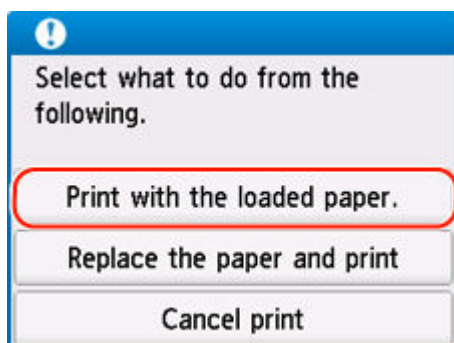 Select what to do from the
following.
Print with the loaded paper.
Replace the paper and print
Cancel print